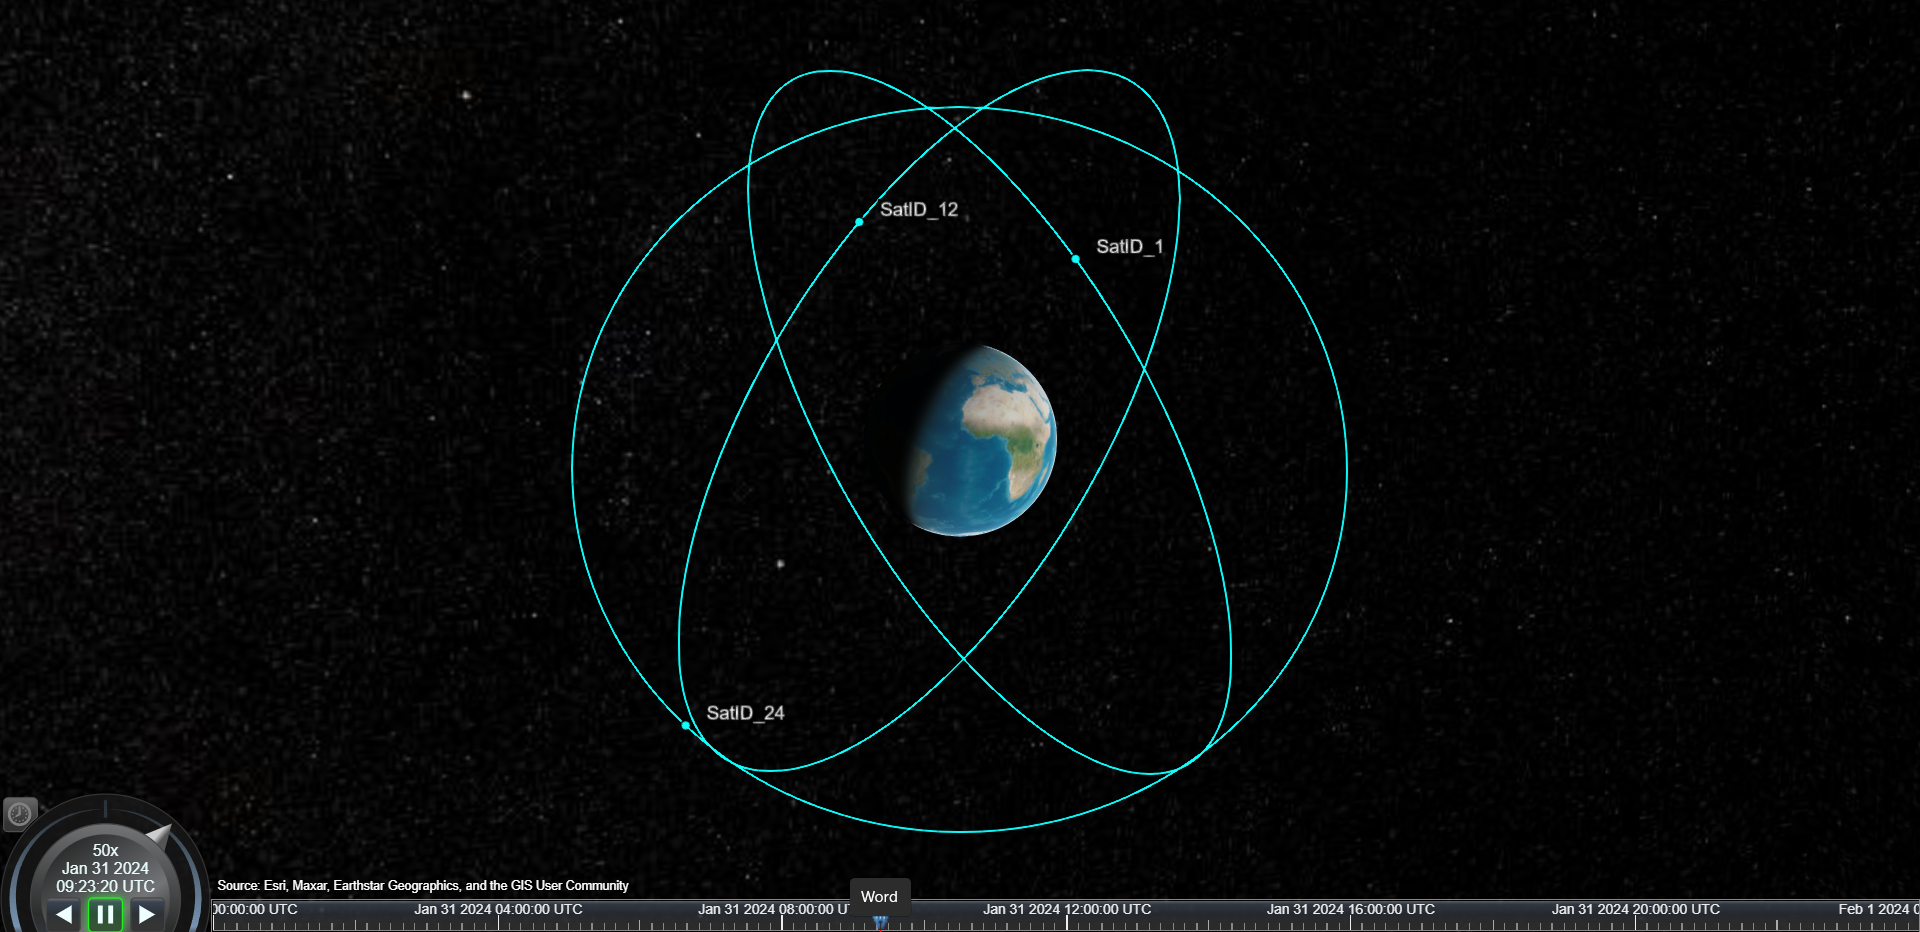 SatID_12
SatID_1
SatID_24
50x
Jan 31 2024
09:23:20 UTC
Source: Esri, Maxar, Earthstar Geographics, and the GIS User Community
Word
00:00:00 UTC
Jan 31 2024 04:00:00 UTC
Jan 31 2024 08:00:00 U
Jan 31 2024 12:00:00 UTC
Jan 31 2024 16:00:00 UTC
Jan 31 2024 20:00:00 UTC
Feb 1 2024 0